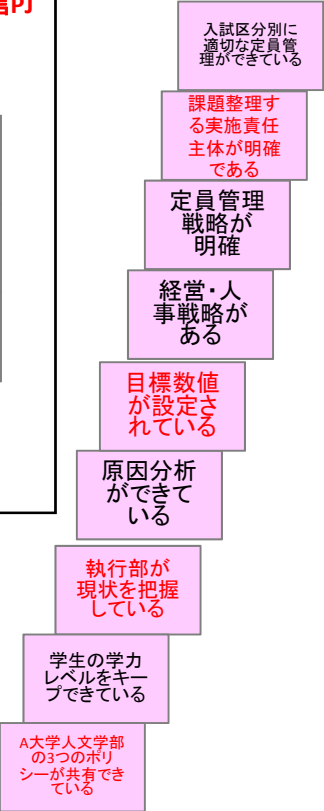 入試区分別に
適切な定員管
理ができている
課題整理す
る実施責任
主体が明確
である
定員管理
戦略が
明確
経営・人
事戦略が
ある
目標数値
が設定さ
れている
原因分析
ができて
いる
執行部が
現状を把握
している
学生の学力
レベルをキー
プできている
A大学人文学部
の3つのポリ
シーが共有でき
ている